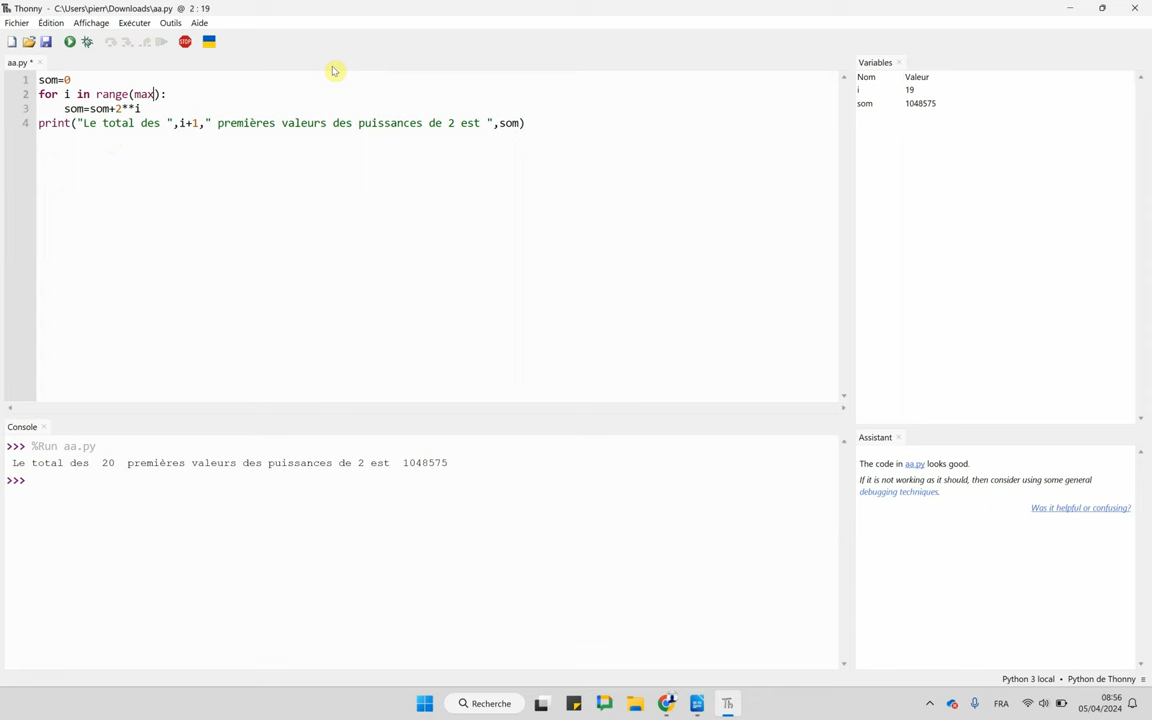 Th Thonny - C:\Users\pierr\Downloads\aa.py @ 2 : 19
Fichier Édition Affichage Exécuter Outils Aide
STOP
aa.py *
1 som=0
2 for i in range(max):
3 som=som+2**i
4 print("Le total des ",i+1," premières valeurs des puissances de 2 est ",som)
Variables
Nom Valeur
i 19
som 1048575
Console
>>> %Run aa.py
Le total des 20 premières valeurs des puissances de 2 est 1048575
>>>
Assistant
The code in aa.py looks good.
If it is not working as it should, then consider using some general
debugging techniques.
Was it helpful or confusing?
Python 3 local • Python de Thonny ≡
Recherche
Th
FRA
08:56
05/04/2024